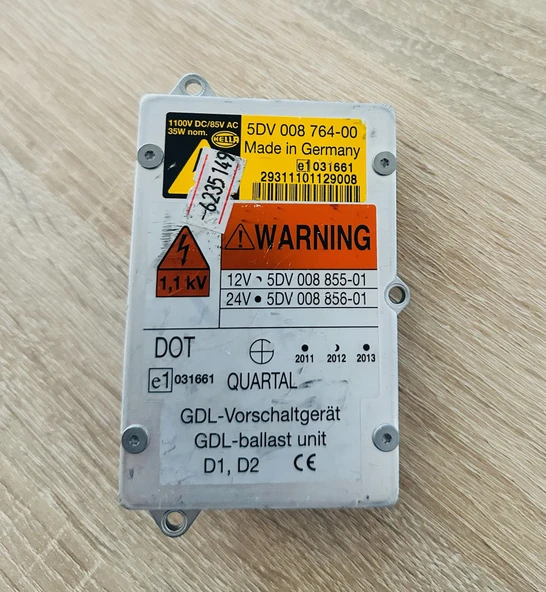 1100V DC/85V AC
35W nom.
HELLA
5DV 008 764-00
Made in Germany
e1 031661
29311101129008
6235149
WARNING
1,1 kV
12V 5DV 008 855-01
24V ● 5DV 008 856-01
DOT
2011 2012 2013
e1 031661 QUARTAL
GDL-Vorschaltgerät
GDL-ballast unit
D1, D2 CE